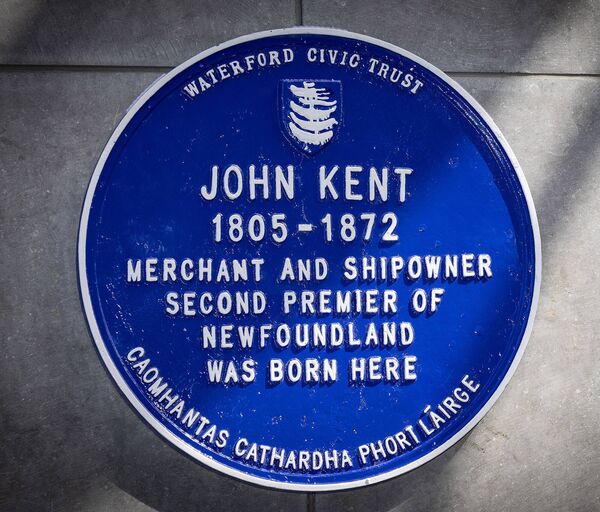 WATERFORD CIVIC TRUST
JOHN KENT
1805-1872
MERCHANT AND SHIPOWNER
SECOND PREMIER OF
NEWFOUNDLAND
WAS BORN HERE
CAOMHANTAS CATHARDHA PHORT LÁIRGE